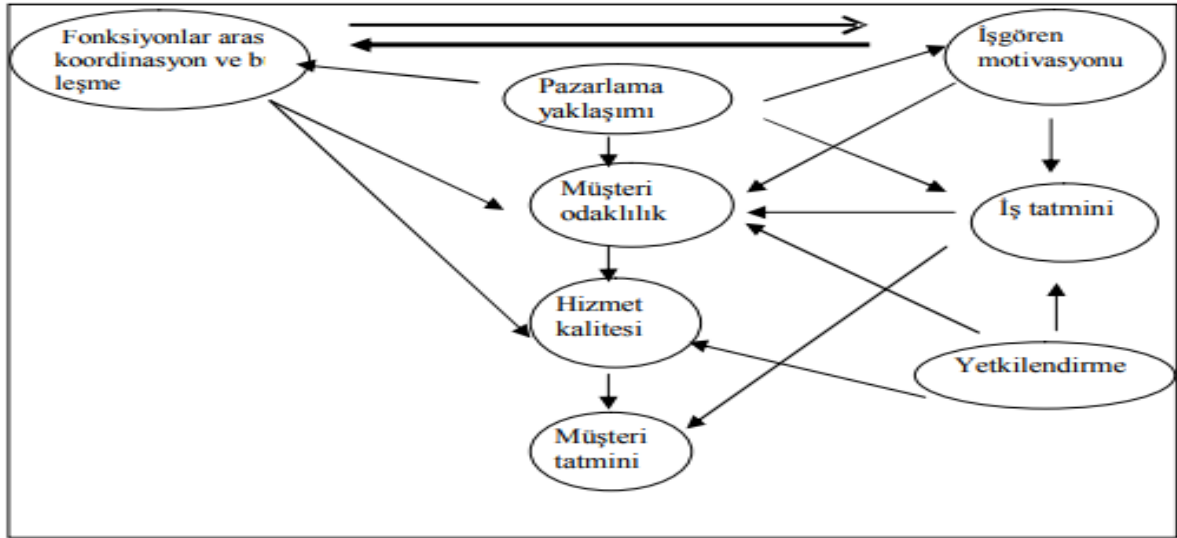 Fonksiyonlar aras
koordinasyon ve b
leşme
İşgören
motivasyonu
Pazarlama
yaklaşımı
Müşteri
odaklılık
İş tatmini
Hizmet
kalitesi
Yetkilendirme
Müşteri
tatmini